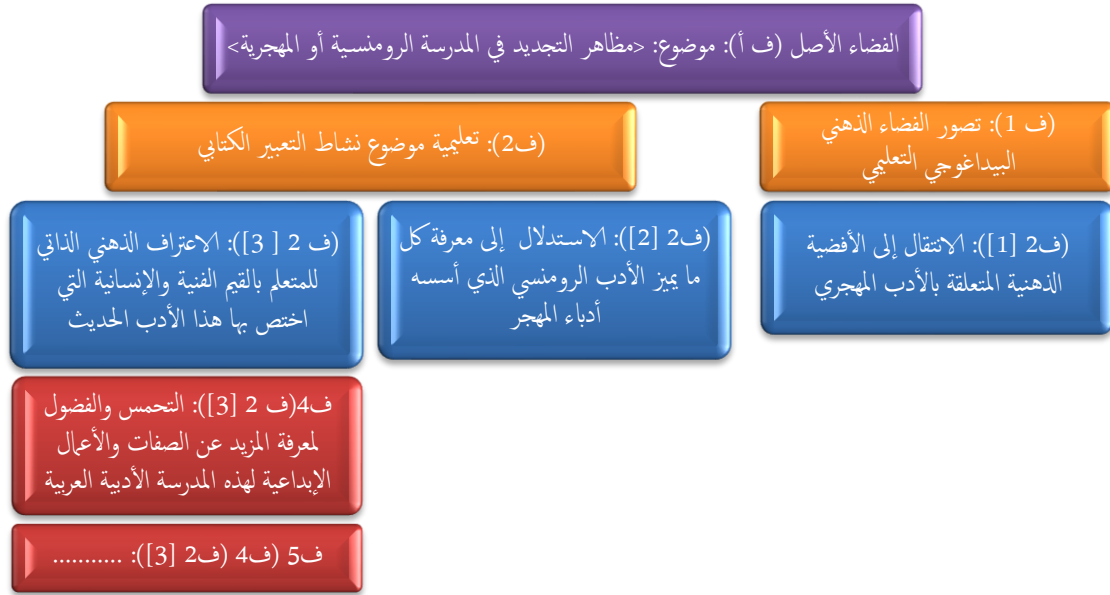 الفضاء الأصل (ف أ): موضوع: <مظاهر التجديد في المدرسة الرومنسية أو المهجرية>
(ف 1): تصور الفضاء الذهني
البيداغوجي التعليمي
(ف2): تعليمية موضوع نشاط التعبير الكتابي
(ف2 [1]): الانتقال إلى الأفضية
الذهنية المتعلقة بالأدب المهجري
(ف2 [2]): الاستدلال إلى معرفة كل
ما يميز الأدب الرومنسي الذي أسسه
أدباء المهجر
(ف 2 [ 3]): الاعتراف الذهني الذاتي
للمتعلم بالقيم الفنية والإنسانية التي
اختص بها هذا الأدب الحديث
ف4(ف 2 [3]): التحمس والفضول
لمعرفة المزيد عن الصفات والأعمال
الإبداعية لهذه المدرسة الأدبية العربية
ف5 (ف4 (ف2 [3]): ...........